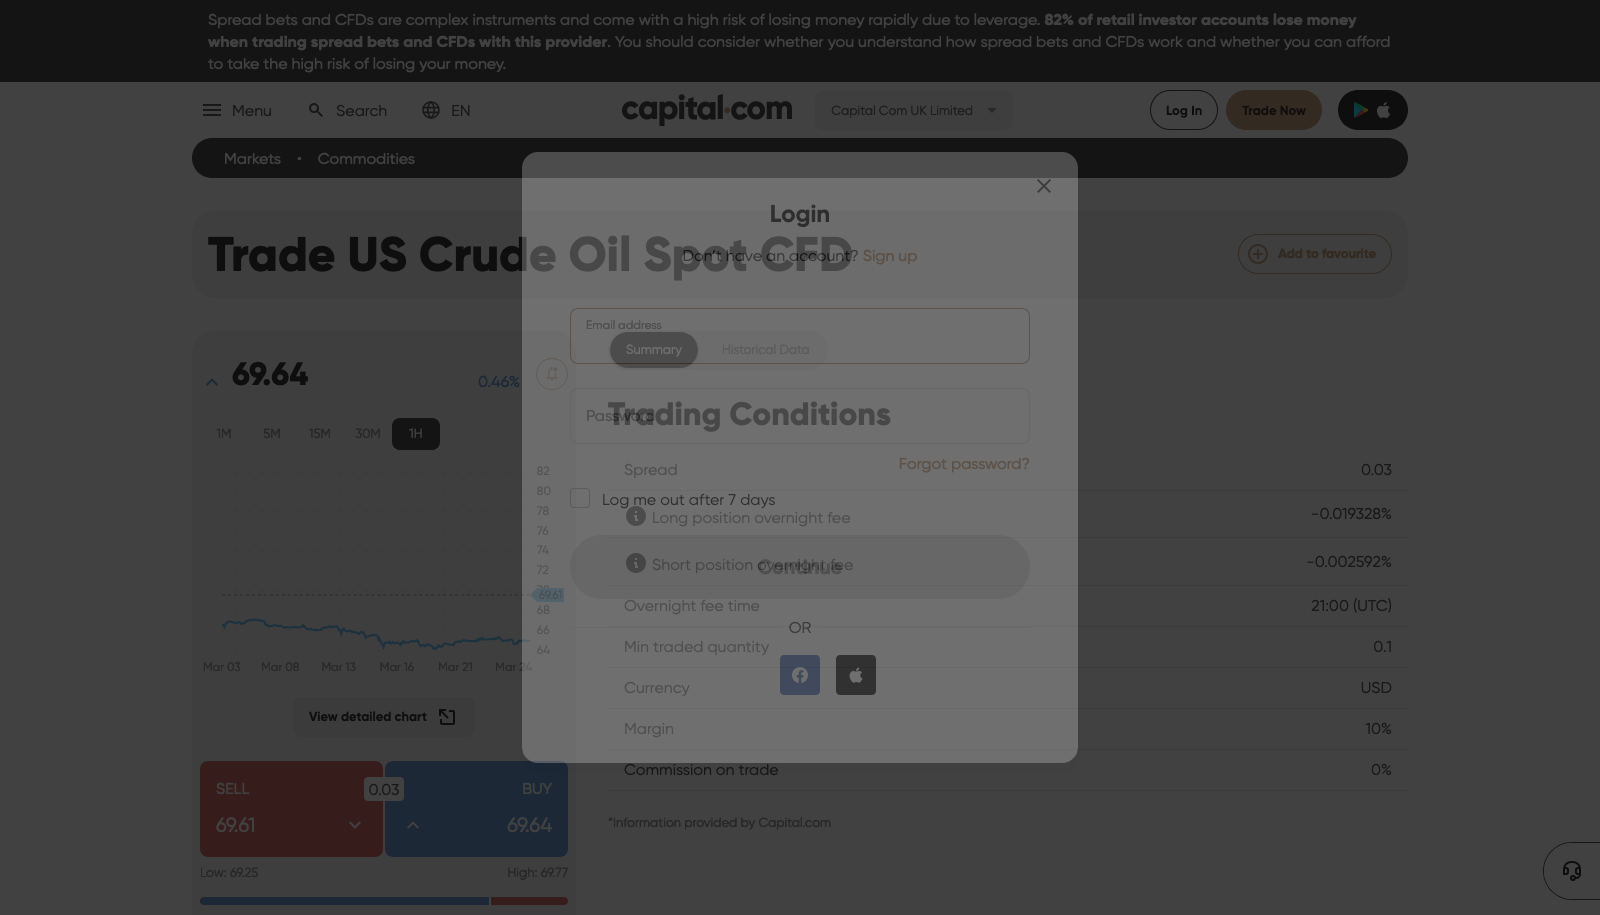 Spread bets and CFDs are complex instruments and come with a high risk of losing money rapidly due to leverage. 82% of retail investor accounts lose money
when trading spread bets and CFDs with this provider. You should consider whether you understand how spread bets and CFDs work and whether you can afford
to take the high risk of losing your money.
Menu
Search
EN
capital.com
Capital Com UK Limited
Log In
Trade Now
Markets • Commodities
Login
Don't have an account? Sign up
Trade US Crude Oil Spot CFD
Add to favourite
Email address
Summary
Historical Data
69.64
0.46%
Password
Trading Conditions
1M
5M
15M
30M
1H
Forgot password?
Log me out after 7 days
Continue
OR
82
80
78
76
74
72
69.61
68
66
64
Mar 03
Mar 08
Mar 13
Mar 16
Mar 21
Mar 24
View detailed chart
Spread 0.03
Long position overnight fee -0.019328%
Short position overnight fee -0.002592%
Overnight fee time 21:00 (UTC)
Min traded quantity 0.1
Currency USD
Margin 10%
Commission on trade 0%
*Information provided by Capital.com
SELL
0.03
BUY
69.61
69.64
Low: 69.25
High: 69.77